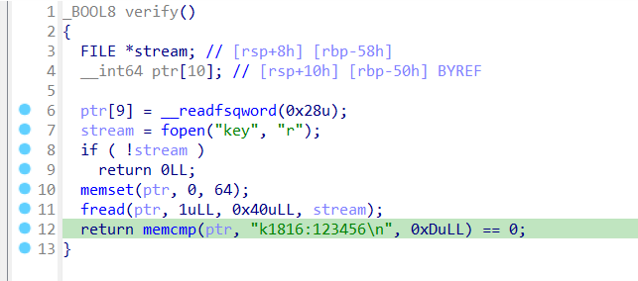 1 _BOOL8 verify()
2 {
3 FILE *stream; // [rsp+8h] [rbp-58h]
4 __int64 ptr[10]; // [rsp+10h] [rbp-50h] BYREF
5
6 ptr[9] = __readfsqword(0x28u);
7 stream = fopen("key", "r");
8 if ( !stream )
9 return 0LL;
10 memset(ptr, 0, 64);
11 fread(ptr, 1uLL, 0x40uLL, stream);
12 return memcmp(ptr, "k1816:123456\n", 0xDuLL) == 0;
13 }